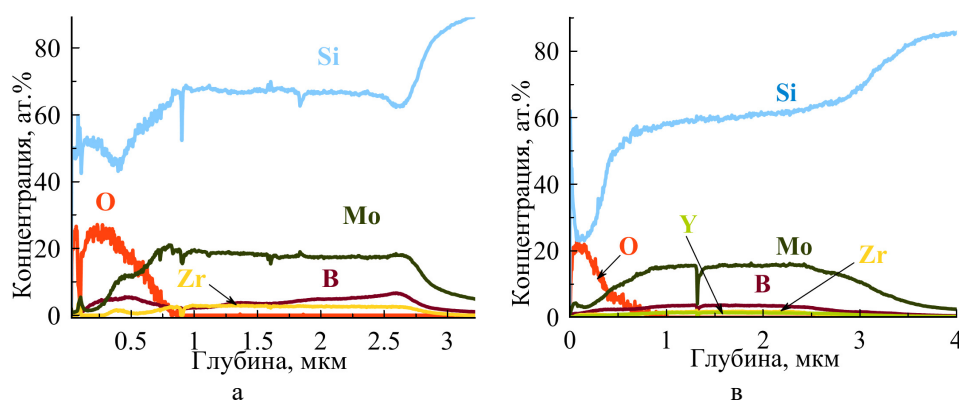 Концентрация, ат.%
80
60
40
20
0
Si
O
Mo
Zr
B
0.5
1
1.5
2
2.5
3
Глубина, мкм
а
Концентрация, ат.%
80
60
40
20
0
Si
O
Y
Mo
Zr
B
0
1
2
3
4
Глубина, мкм
в